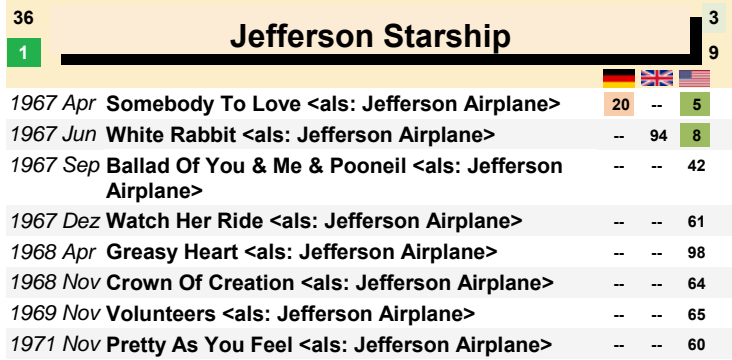 36
3
Jefferson Starship
1
9
1967 Apr Somebody To Love <als: Jefferson Airplane> 20 -- 5
1967 Jun White Rabbit <als: Jefferson Airplane> -- 94 8
1967 Sep Ballad Of You & Me & Pooneil <als: Jefferson -- -- 42
Airplane>
1967 Dez Watch Her Ride <als: Jefferson Airplane> -- -- 61
1968 Apr Greasy Heart <als: Jefferson Airplane> -- -- 98
1968 Nov Crown Of Creation <als: Jefferson Airplane> -- -- 64
1969 Nov Volunteers <als: Jefferson Airplane> -- -- 65
1971 Nov Pretty As You Feel <als: Jefferson Airplane> -- -- 60